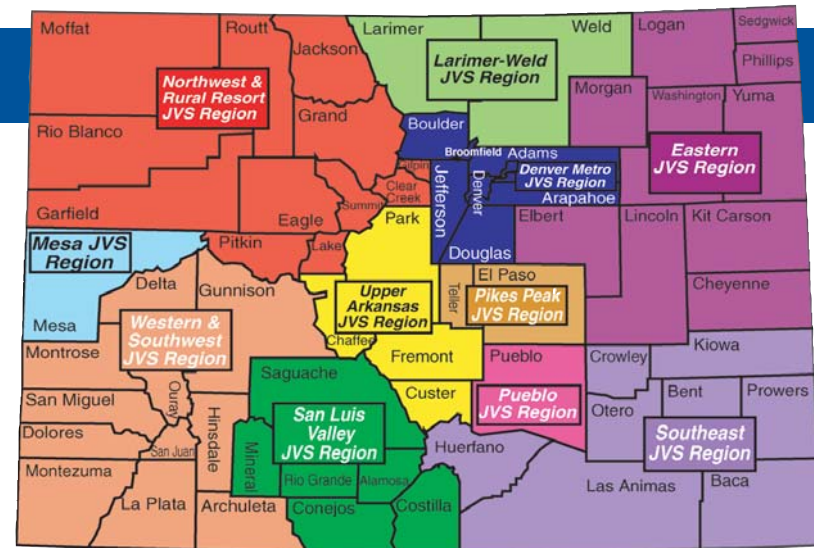 Moffat
Routt
Jackson
Larimer
Weld
Logan
Sedgwick
Phillips
Larimer-Weld
JVS Region
Northwest &
Rural Resort
JVS Region
Morgan
Washington
Yuma
Grand
Rio Blanco
Boulder
Broomfield
Adams
Eastern
JVS Region
Gilpin
Denver Metro
JVS Region
Clear
Creek
Jefferson
Denver
Arapahoe
Garfield
Eagle
Summit
Park
Elbert
Lincoln
Kit Carson
Mesa JVS
Region
Pitkin
Lake
Douglas
Delta
Gunnison
El Paso
Teller
Cheyenne
Upper
Arkansas
JVS Region
Pikes Peak
JVS Region
Mesa
Western &
Southwest
JVS Region
Chaffee
Kiowa
Montrose
Fremont
Pueblo
Crowley
Saguache
Ouray
San Miguel
Custer
Pueblo
JVS Region
Bent
Prowers
Otero
Hinsdale
San Luis
Valley
JVS Region
Dolores
Southeast
JVS Region
San Juan
Mineral
Huerfano
Montezuma
Rio Grande
Alamosa
Las Animas
Baca
La Plata
Archuleta
Conejos
Costilla